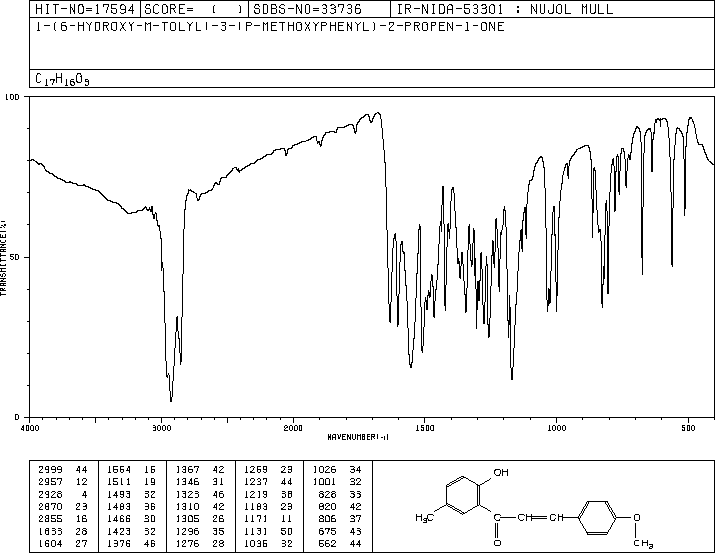 HIT-NO=17594 SCORE= ( ) SDBS-NO=33736 IR-NIDA-53301 : NUJOL MULL
1-(6-HYDROXY-M-TOLYL)-3-(P-METHOXYPHENYL)-2-PROPEN-1-ONE
C17H16O3
100
50
0
TRANSMITTANCE(%)
4000 3000 2000 1500 1000 500
WAVENUMBER(-1)
2999 44 1564 16 1367 42 1269 23 1026 34
2957 12 1511 19 1346 31 1237 44 1001 32
2928 4 1493 32 1323 46 1219 38 828 33
2870 29 1483 36 1310 42 1183 23 820 42
2855 16 1466 30 1305 26 1171 11 806 37
1633 28 1423 32 1296 35 1131 50 675 43
1604 27 1376 46 1276 28 1036 32 562 44
OH
H3C
C CH CH
O
O
CH3